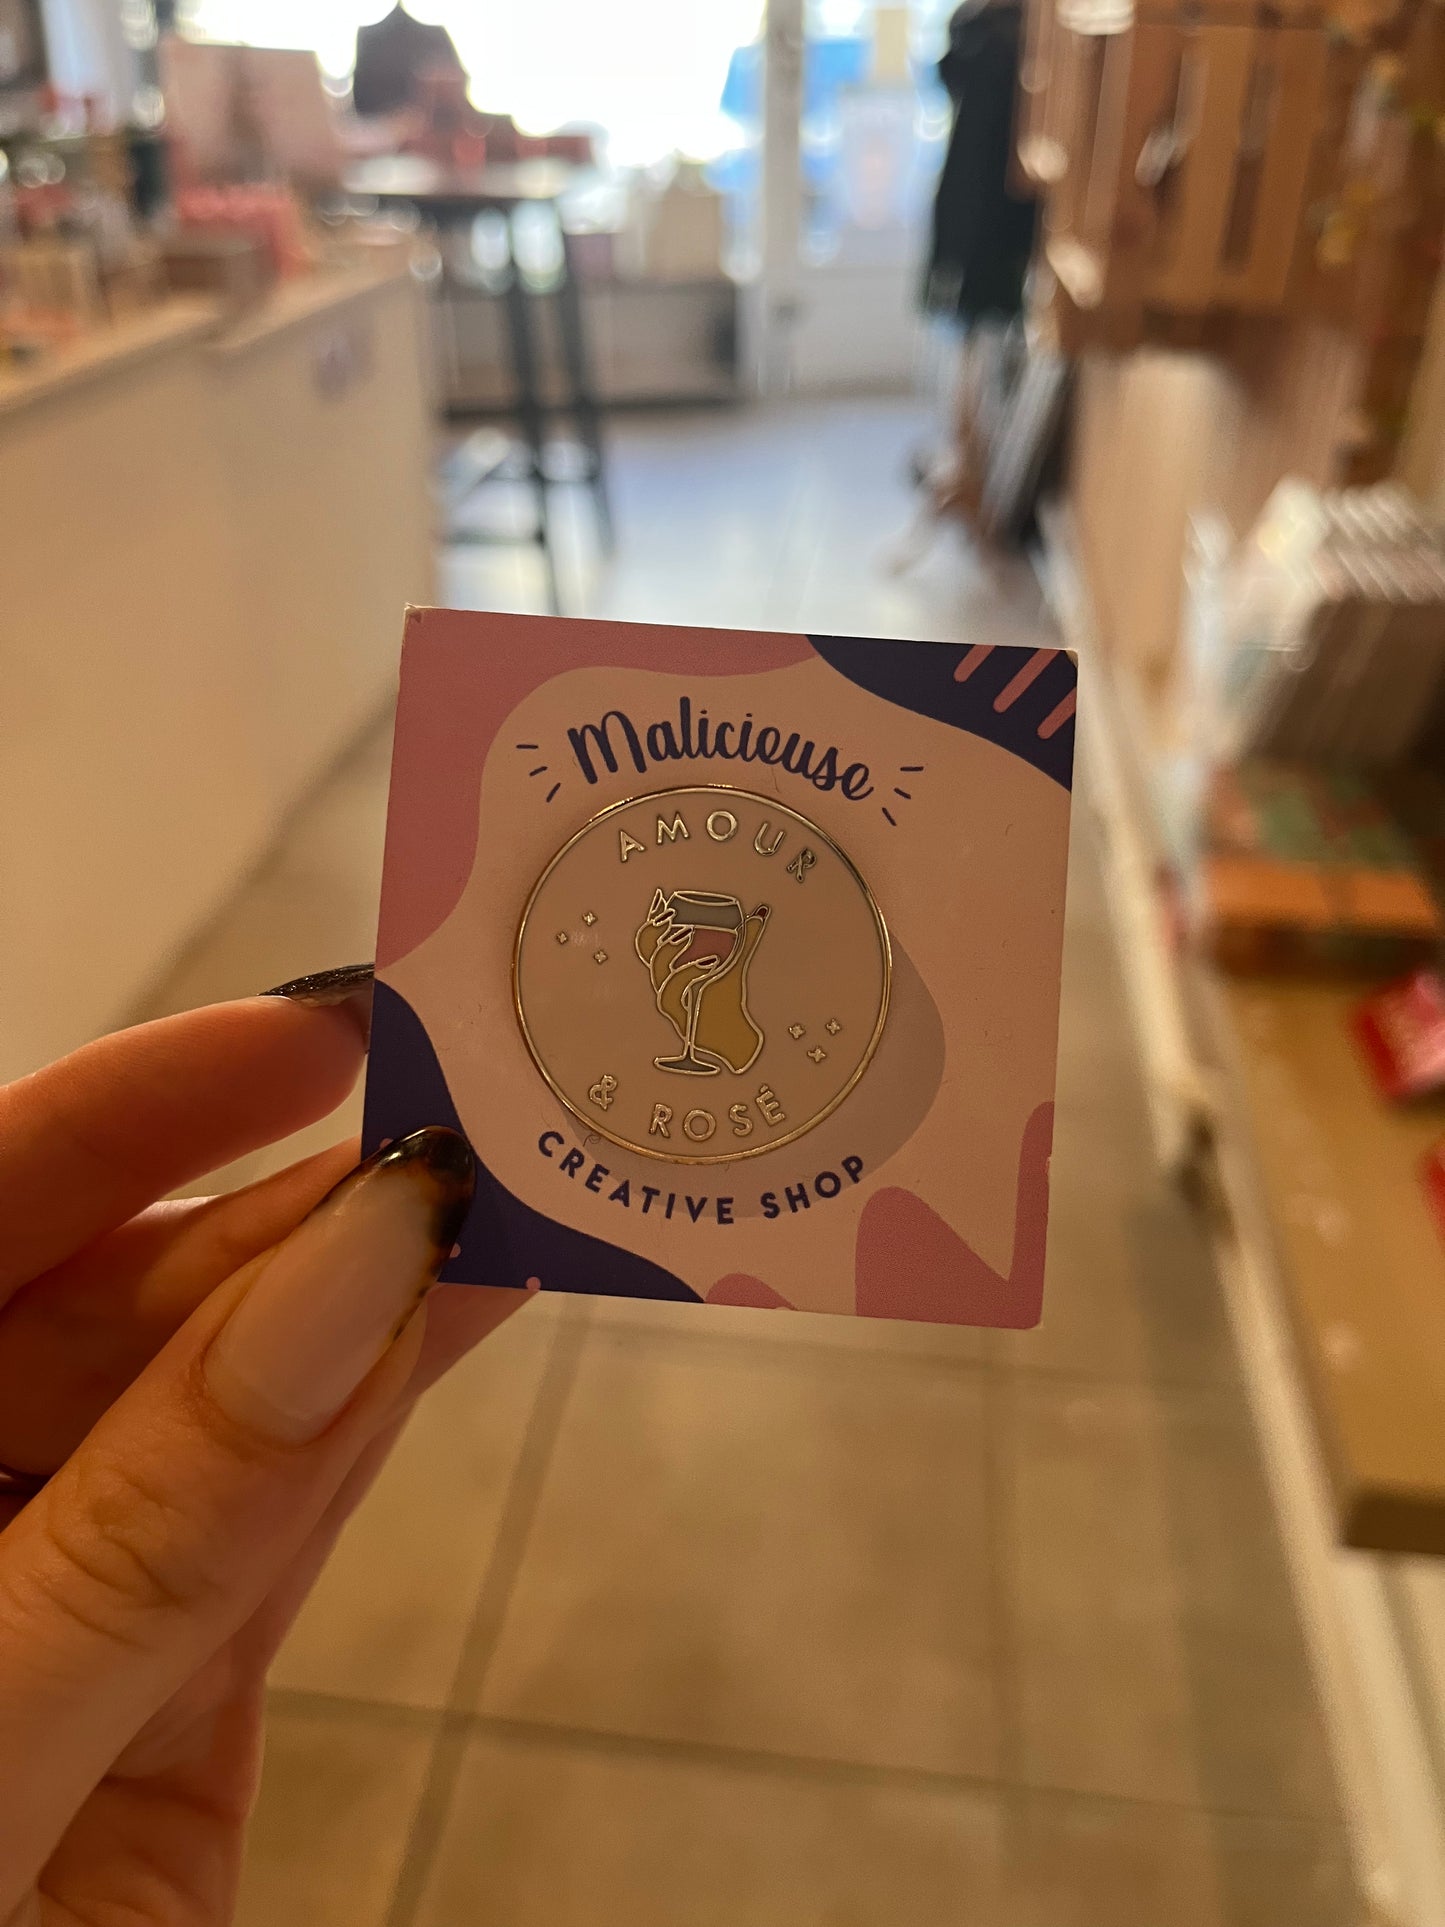 Malicieuse
AMOUR
& ROSÉ
CREATIVE SHOP